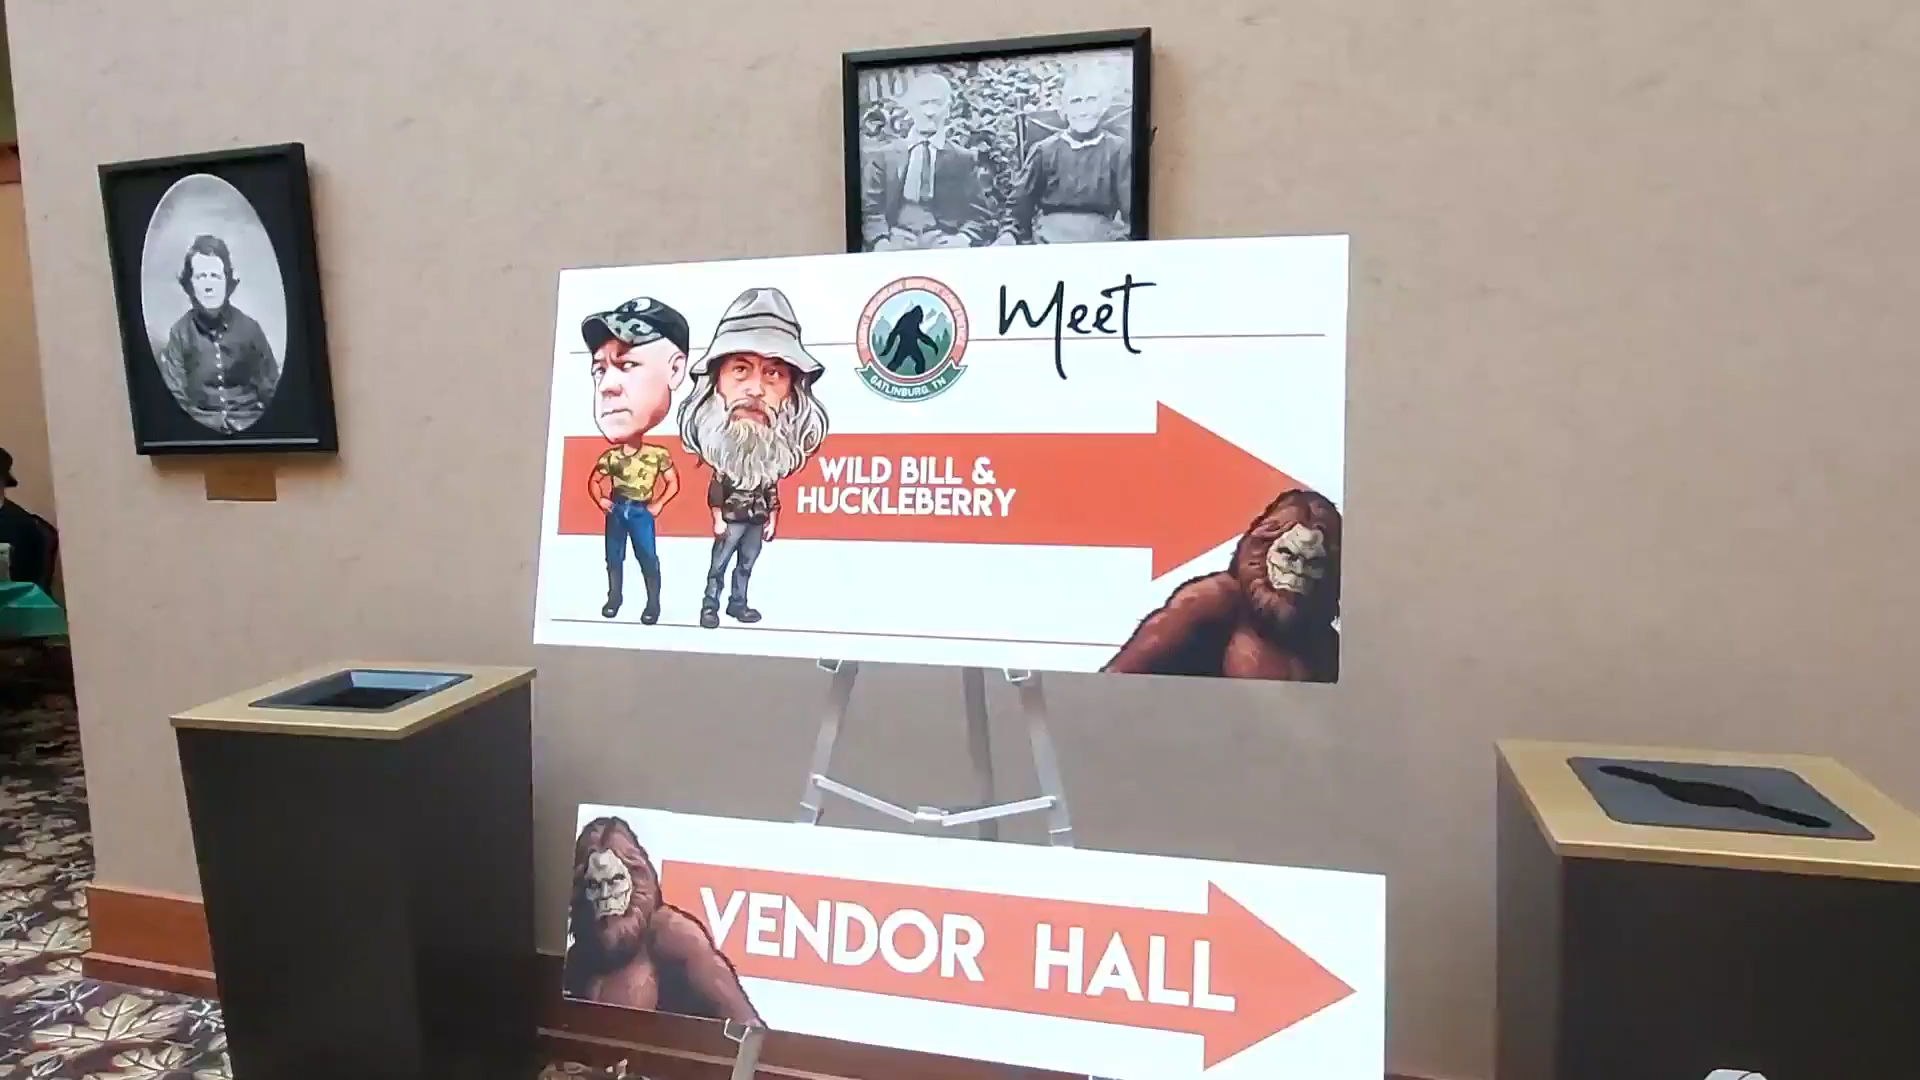 Meet
GATLINBURG, TN
WILD BILL &
HUCKLEBERRY
VENDOR HALL